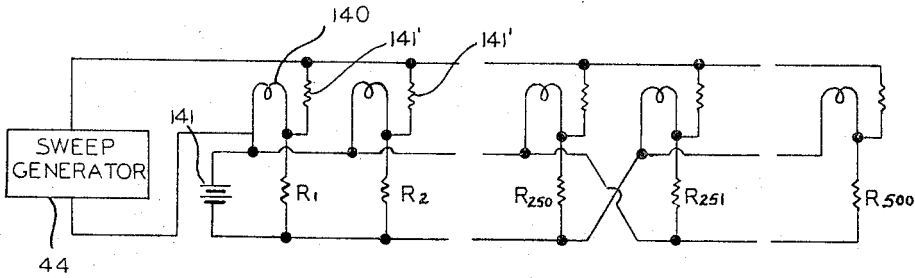 140
141'
141'
141
SWEEP
GENERATOR
R1
R2
R250
R251
R500
44